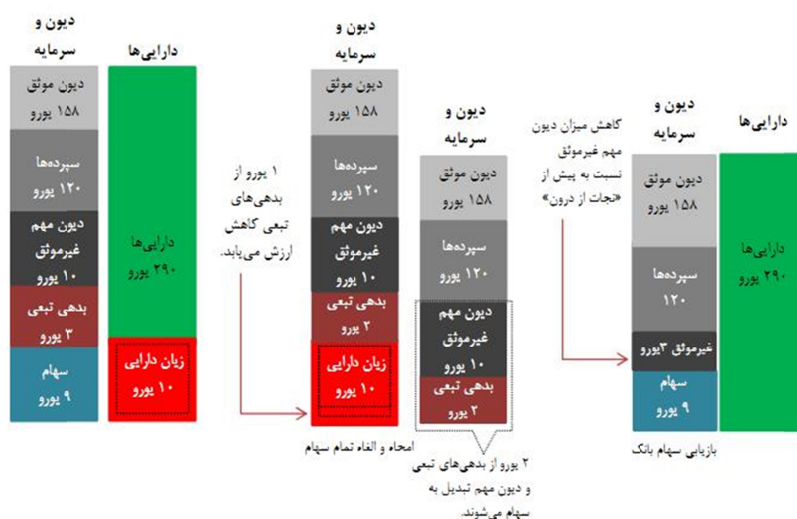 دیون و
سرمایه
دارایی‌ها
دیون موثق
۱۵۸ یورو
سپرده‌ها
۱۲۰ یورو
دیون مهم
غیرموثق
۱۰ یورو
بدهی تبعی
۳ یورو
سهام
۹ یورو
دارایی‌ها
۲۹۰ یورو
زیان دارایی
۱۰ یورو
۱ یورو از
بدهی‌های
تبعی کاهش
ارزش می‌یابد.
دیون و
سرمایه
دیون موثق
۱۵۸ یورو
سپرده‌ها
۱۲۰ یورو
دیون مهم
غیرموثق
۱۰ یورو
بدهی تبعی
۲ یورو
زیان دارایی
۱۰ یورو
امحاء و الغاء تمام سهام
دیون و
سرمایه
دیون موثق
۱۵۸ یورو
سپرده‌ها
۱۲۰ یورو
دیون مهم
غیرموثق
۱۰ یورو
بدهی تبعی
۲ یورو
۲ یورو از بدهی‌های تبعی
و دیون مهم تبدیل به
سهام می‌شوند.
کاهش میزان دیون
مهم غیرموثق
نسبت به پیش از
«نجات از درون»
دیون و
سرمایه
دارایی‌ها
دیون موثق
۱۵۸ یورو
سپرده‌ها
۱۲۰
غیرموثق ۳یورو
سهام
۹ یورو
دارایی‌ها
۲۹۰ یورو
بازیابی سهام بانک